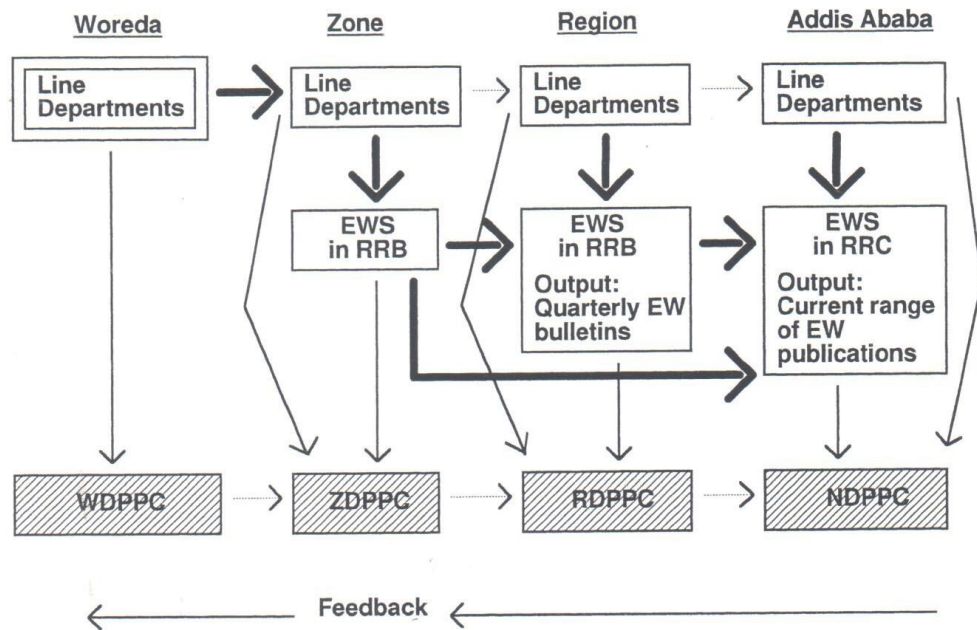 Woreda
Zone
Region
Addis Ababa
Line
Departments
Line
Departments
Line
Departments
Line
Departments
EWS
in RRB
EWS
in RRB
Output:
Quarterly EW
bulletins
EWS
in RRC
Output:
Current range
of EW
publications
WDPPC
ZDPPC
RDPPC
NDPPC
Feedback